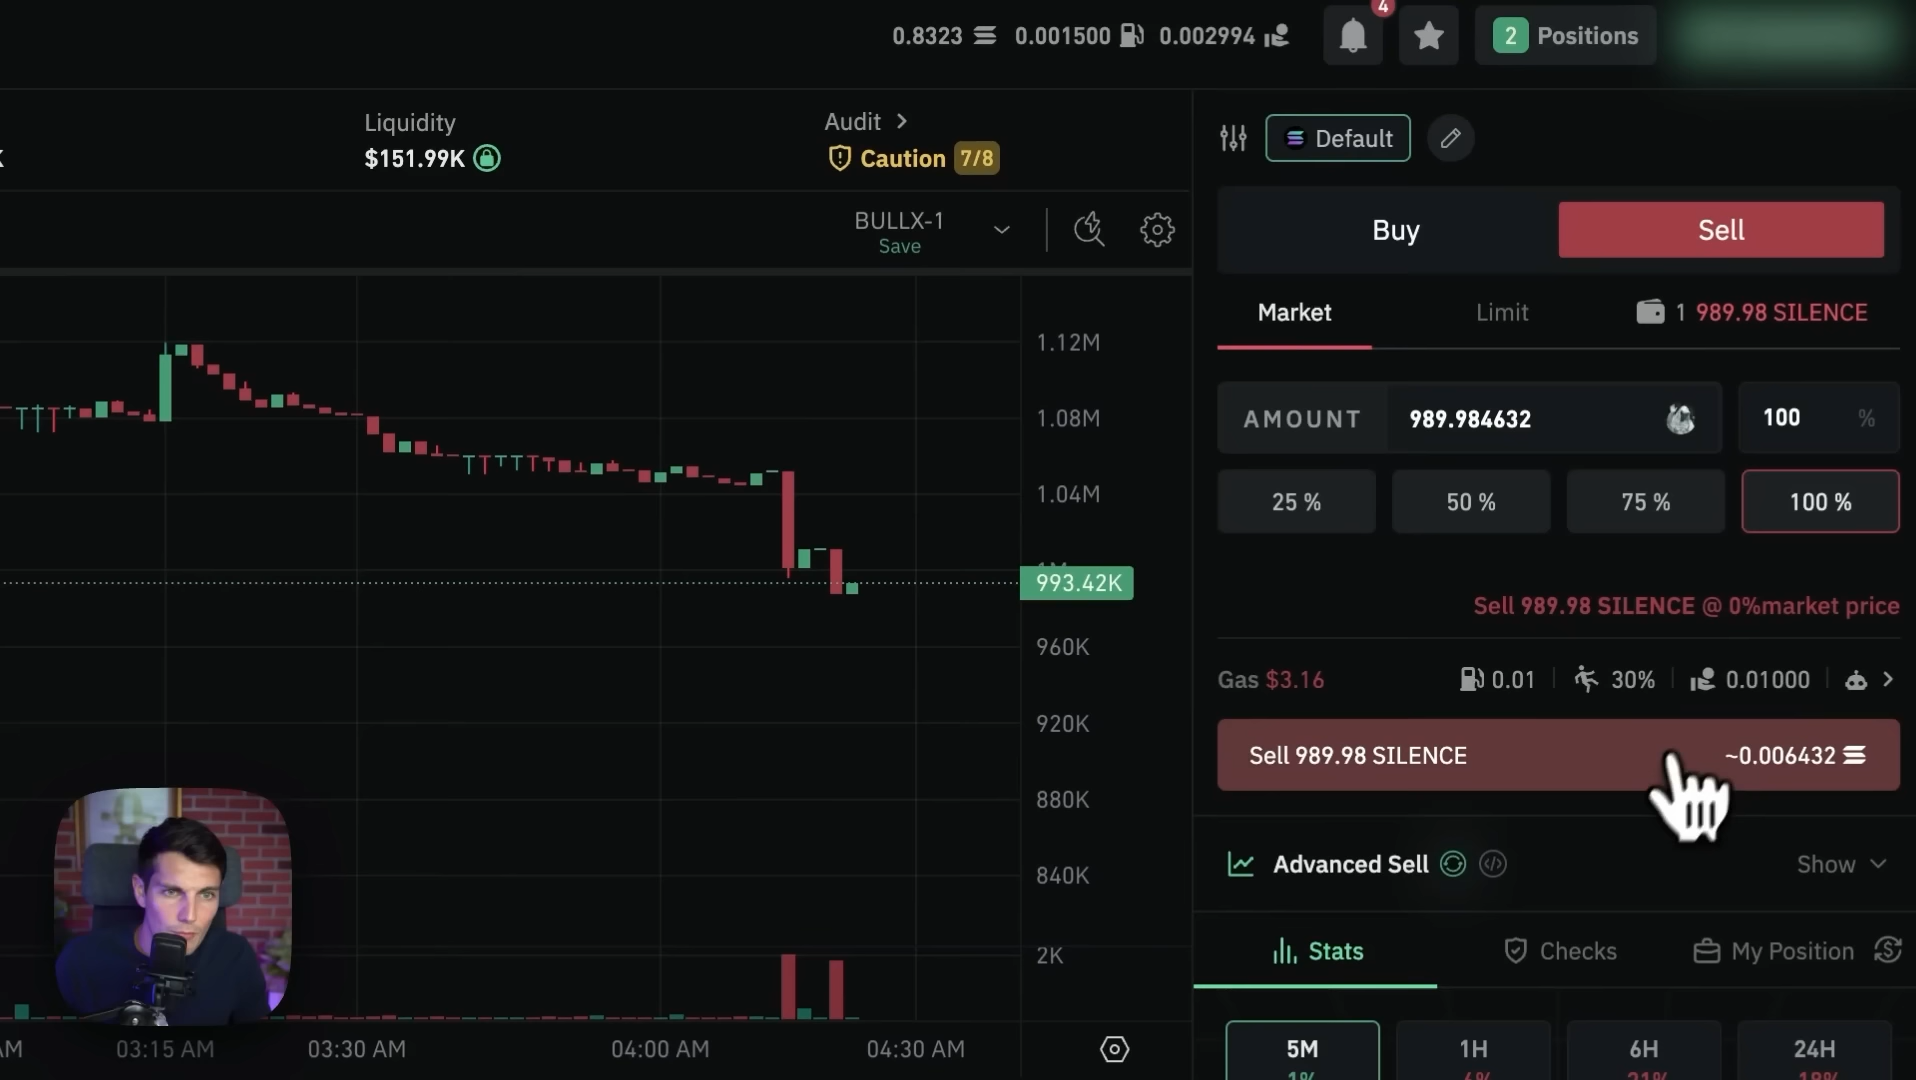 4
0.8323 0.001500 0.002994 2 Positions
Liquidity
$151.99K
Audit
Caution 7/8
Default
BULLX-1
Save
Buy Sell
Market Limit 1 989.98 SILENCE
AMOUNT 989.984632 100 %
25 % 50 % 75 % 100 %
Sell 989.98 SILENCE @ 0%market price
Gas $3.16 0.01 30% 0.01000
Sell 989.98 SILENCE ~0.006432
Advanced Sell Show
Stats Checks My Position
5M 1H 6H 24H
1.12M
1.08M
1.04M
993.42K
960K
920K
880K
840K
2K
03:15 AM 03:30 AM 04:00 AM 04:30 AM